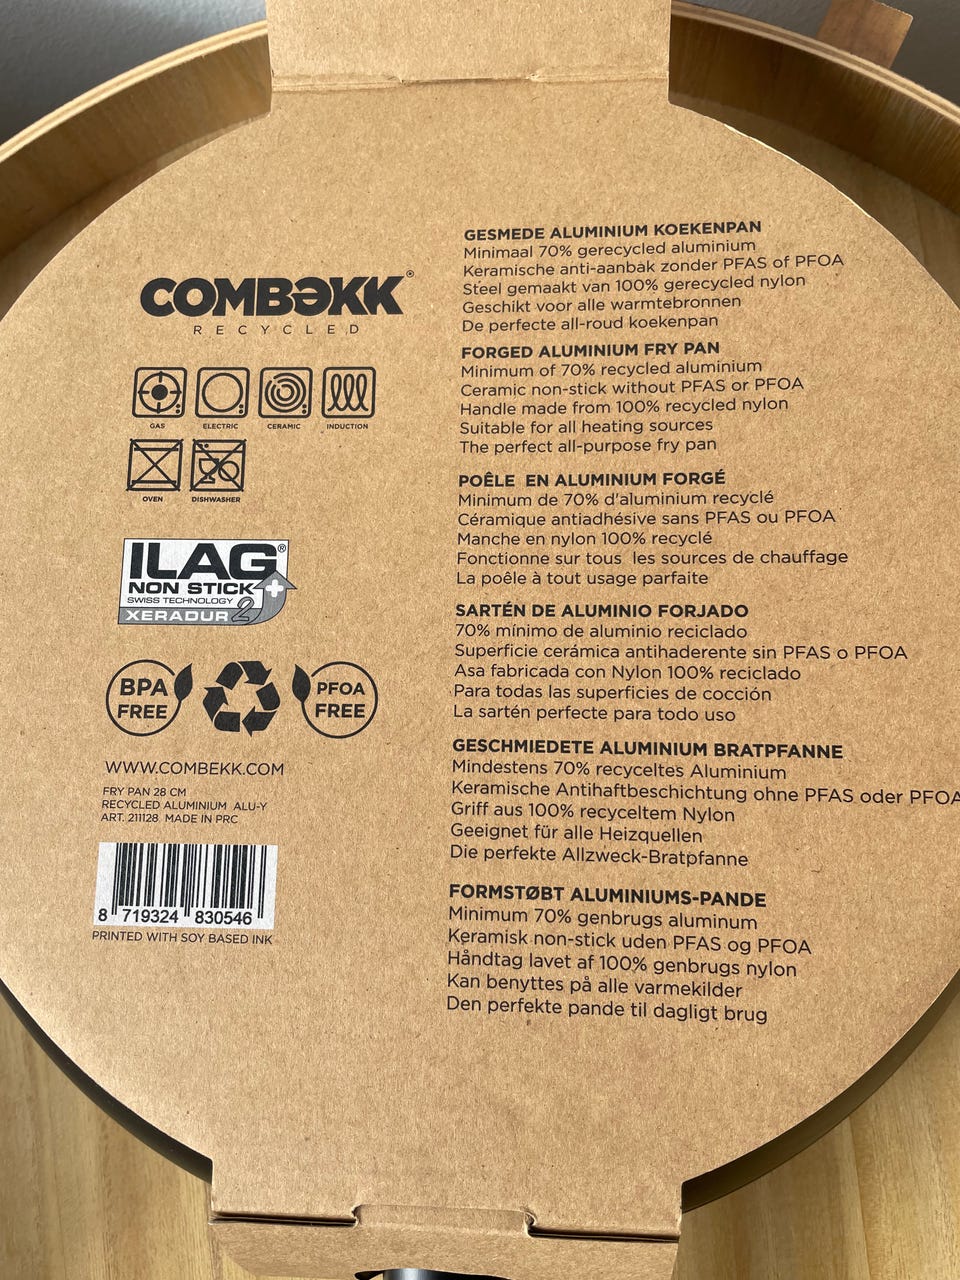 COMBEKK®
RECYCLED
GAS
ELECTRIC
CERAMIC
INDUCTION
OVEN
DISHWASHER
ILAG®
NON STICK +
SWISS TECHNOLOGY
XERADUR 2
BPA
FREE
PFOA
FREE
WWW.COMBEKK.COM
FRY PAN 28 CM
RECYCLED ALUMINIUM ALU-Y
ART. 211128 MADE IN PRC
8 719324 830546
PRINTED WITH SOY BASED INK
GESMEDE ALUMINIUM KOEKENPAN
Minimaal 70% gerecycled aluminium
Keramische anti-aanbak zonder PFAS of PFOA
Steel gemaakt van 100% gerecycled nylon
Geschikt voor alle warmtebronnen
De perfecte all-roud koekenpan
FORGED ALUMINIUM FRY PAN
Minimum of 70% recycled aluminium
Ceramic non-stick without PFAS or PFOA
Handle made from 100% recycled nylon
Suitable for all heating sources
The perfect all-purpose fry pan
POÊLE EN ALUMINIUM FORGÉ
Minimum de 70% d'aluminium recyclé
Céramique antiadhésive sans PFAS ou PFOA
Manche en nylon 100% recyclé
Fonctionne sur tous les sources de chauffage
La poêle à tout usage parfaite
SARTÉN DE ALUMINIO FORJADO
70% mínimo de aluminio reciclado
Superficie cerámica antihaderente sin PFAS o PFOA
Asa fabricada con Nylon 100% reciclado
Para todas las superficies de cocción
La sartén perfecte para todo uso
GESCHMIEDETE ALUMINIUM BRATPFANNE
Mindestens 70% recyceltes Aluminium
Keramische Antihaftbeschichtung ohne PFAS oder PFOA
Griff aus 100% recyceltem Nylon
Geeignet für alle Heizquellen
Die perfekte Allzweck-Bratpfanne
FORMSTØBT ALUMINIUMS-PANDE
Minimum 70% genbrugs aluminum
Keramisk non-stick uden PFAS og PFOA
Håndtag lavet af 100% genbrugs nylon
Kan benyttes på alle varmekilder
Den perfekte pande til dagligt brug